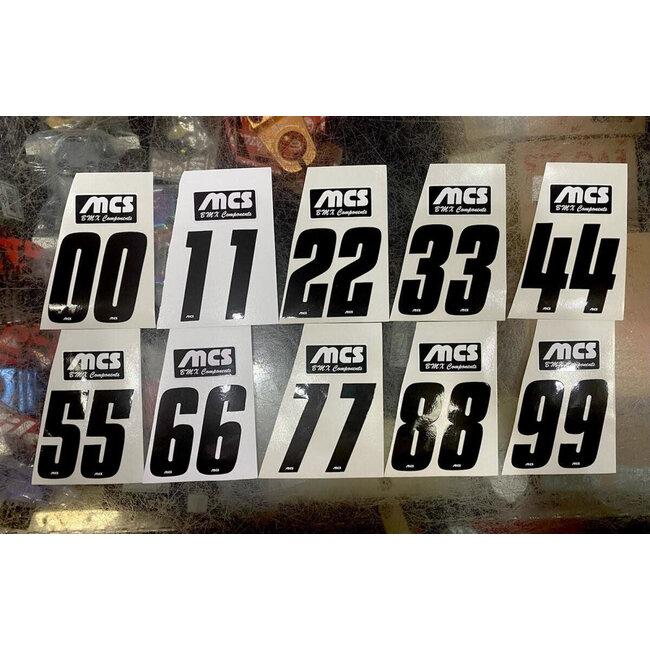 MCS
BMX Components
00
MCS
BMX Components
11
MCS
BMX Components
22
MCS
BMX Components
33
MCS
BMX Components
44
MCS
BMX Components
55
MCS
BMX Components
66
MCS
BMX Components
77
MCS
BMX Components
88
MCS
BMX Components
99